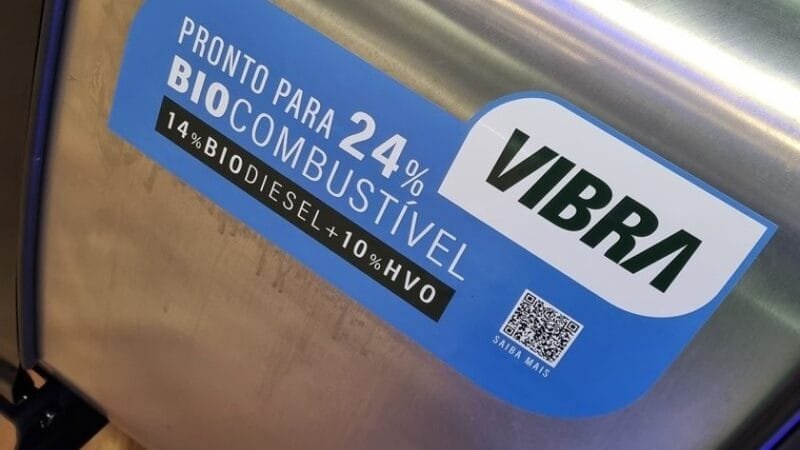 PRONTO PARA 24%
BIOCOMBUSTÍVEL
14%BIODIESEL+10%HVO
VIBRA
SAIBA MAIS